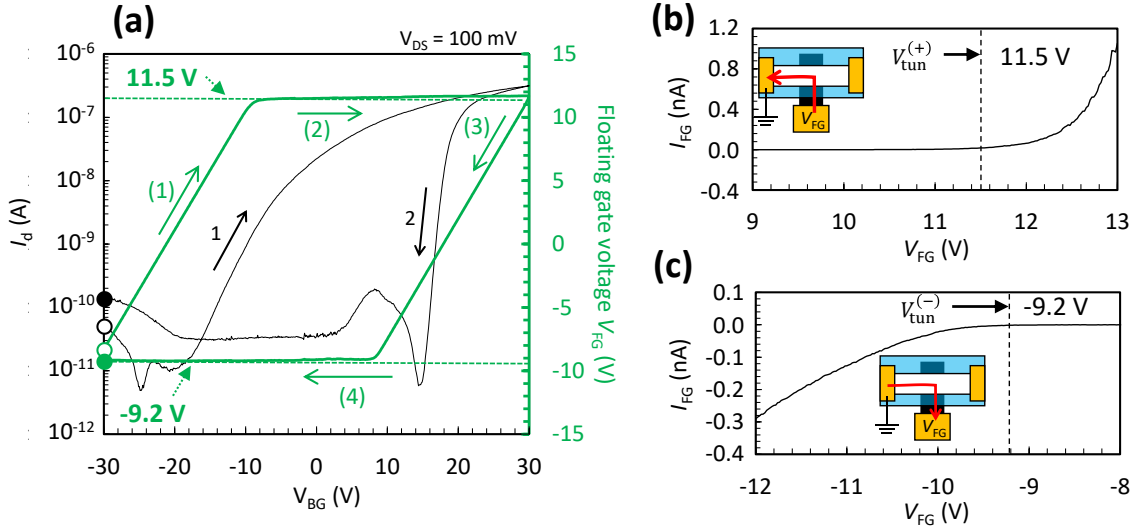 (a)
V_DS = 100 mV
10^-6
10^-7
10^-8
10^-9
10^-10
10^-11
10^-12
I_d (A)
11.5 V
(1)
(2)
(3)
(4)
1
2
-9.2 V
-30
-20
-10
0
10
20
30
V_BG (V)
15
10
5
0
-5
-10
-15
Floating gate voltage V_FG (V)
(b)
1.2
0.8
0.4
0.0
-0.4
I_FG (nA)
V_tun^(+)
11.5 V
V_FG
9
10
11
12
13
V_FG (V)
(c)
0.1
0.0
-0.1
-0.2
-0.3
-0.4
I_FG (nA)
V_tun^(-)
-9.2 V
V_FG
-12
-11
-10
-9
-8
V_FG (V)